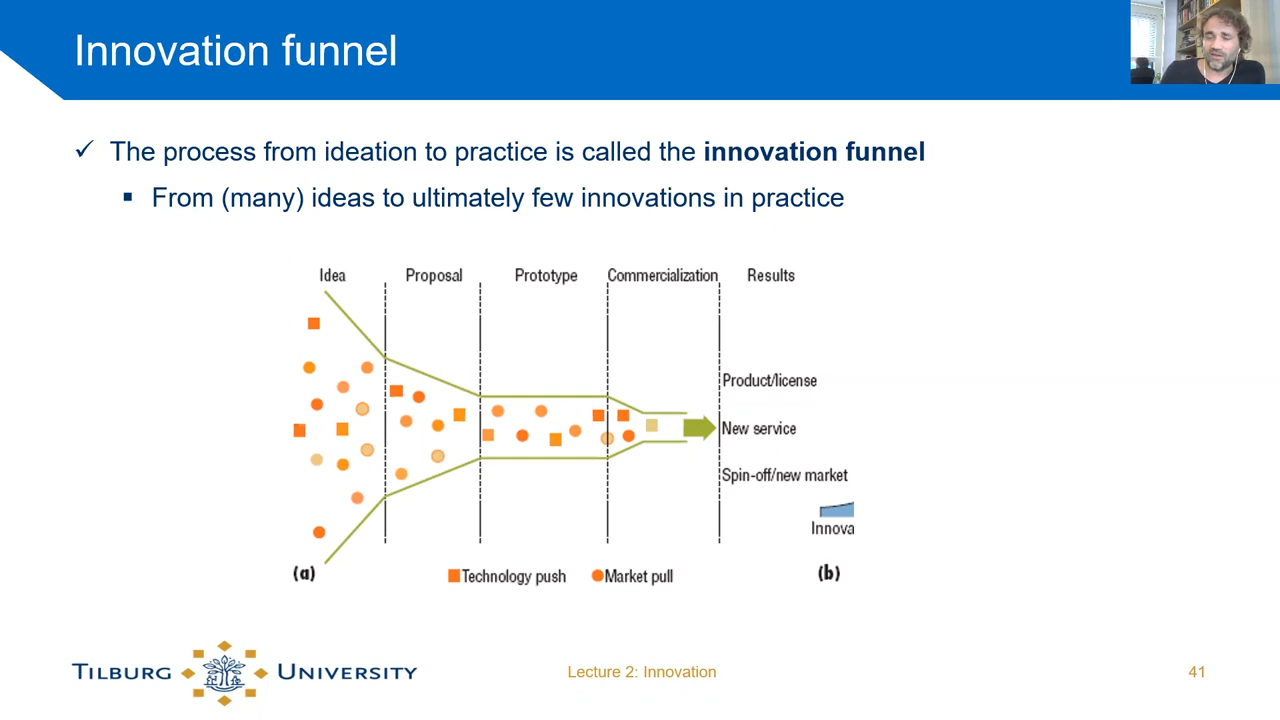 Innovation funnel
✓ The process from ideation to practice is called the innovation funnel
▪ From (many) ideas to ultimately few innovations in practice
Idea Proposal Prototype Commercialization Results
Product/license
New service
Spin-off/new market
Innova
(a) Technology push Market pull (b)
TILBURG UNIVERSITY
Lecture 2: Innovation
41